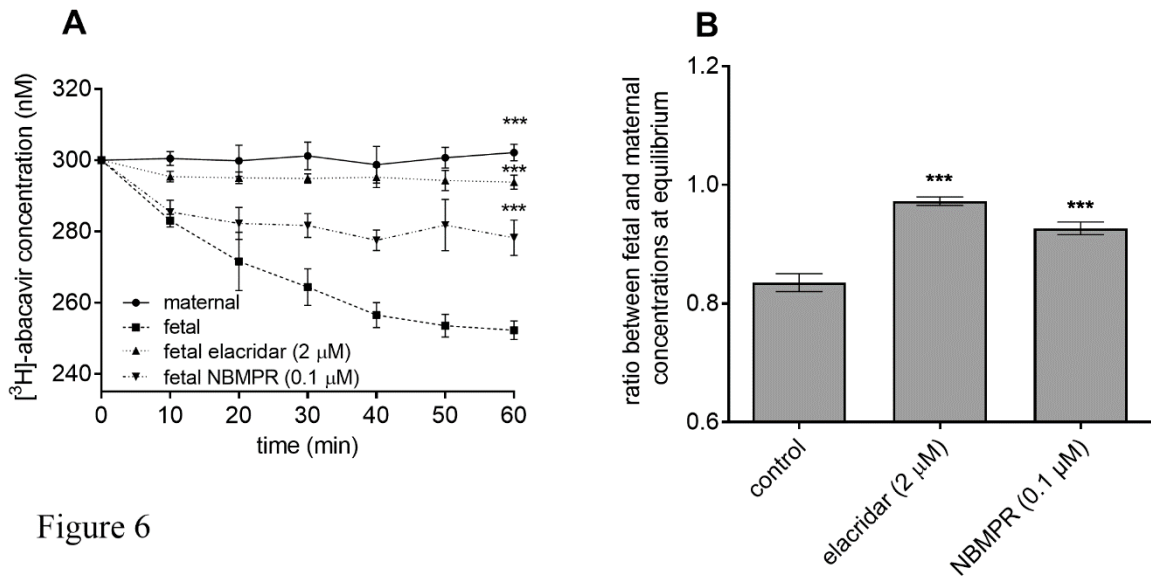 A
[³H]-abacavir concentration (nM)
320
300
280
260
240
***
***
***
maternal
fetal
fetal elacridar (2 μM)
fetal NBMPR (0.1 μM)
0 10 20 30 40 50 60
time (min)
B
ratio between fetal and maternal
concentrations at equilibrium
1.2
1.0
0.8
0.6
***
***
control
elacridar (2 μM)
NBMPR (0.1 μM)
Figure 6